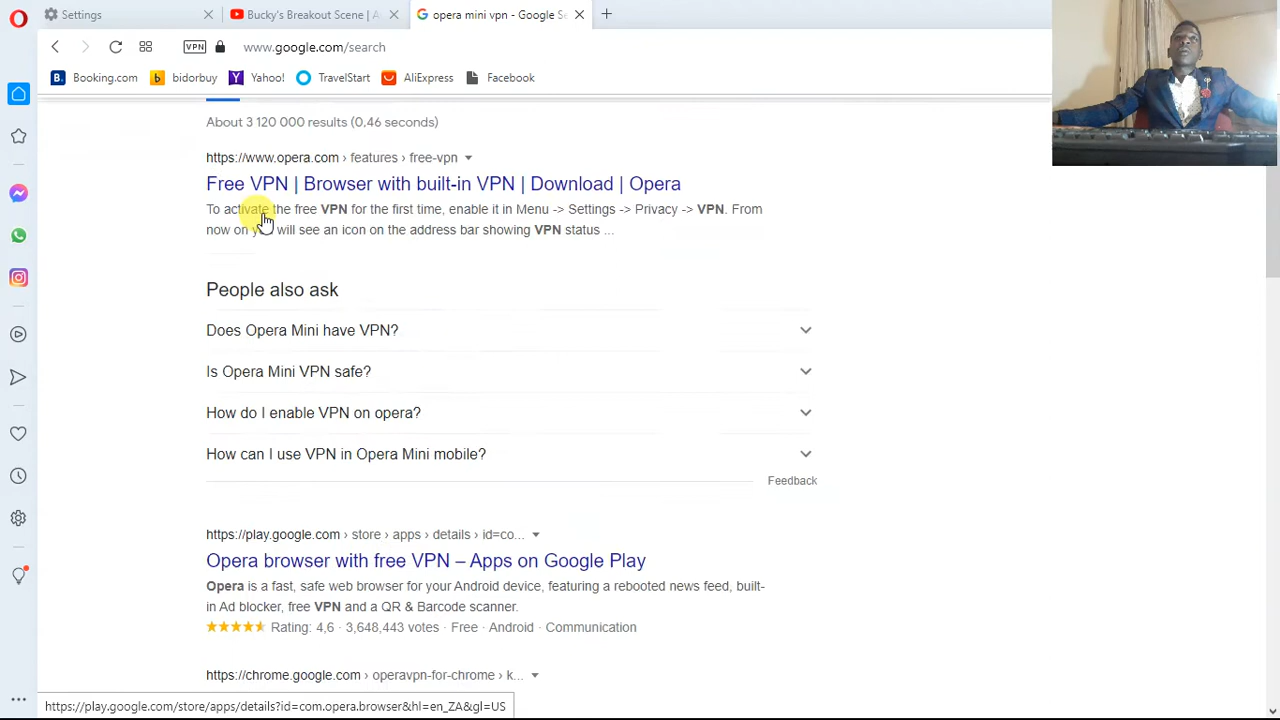 Settings
Bucky's Breakout Scene | A
opera mini vpn - Google Se
VPN
www.google.com/search
B. Booking.com
b bidorbuy
Y Yahoo!
TravelStart
AliExpress
Facebook
About 3 120 000 results (0,46 seconds)
https://www.opera.com › features › free-vpn
Free VPN | Browser with built-in VPN | Download | Opera
To activate the free VPN for the first time, enable it in Menu -> Settings -> Privacy -> VPN. From
now on you will see an icon on the address bar showing VPN status ...
People also ask
Does Opera Mini have VPN?
Is Opera Mini VPN safe?
How do I enable VPN on opera?
How can I use VPN in Opera Mini mobile?
Feedback
https://play.google.com › store › apps › details › id=co...
Opera browser with free VPN – Apps on Google Play
Opera is a fast, safe web browser for your Android device, featuring a rebooted news feed, built-
in Ad blocker, free VPN and a QR & Barcode scanner.
Rating: 4,6 · 3,648,443 votes · Free · Android · Communication
https://chrome.google.com › operavpn-for-chrome › k...
https://play.google.com/store/apps/details?id=com.opera.browser&hl=en_ZA&gl=US